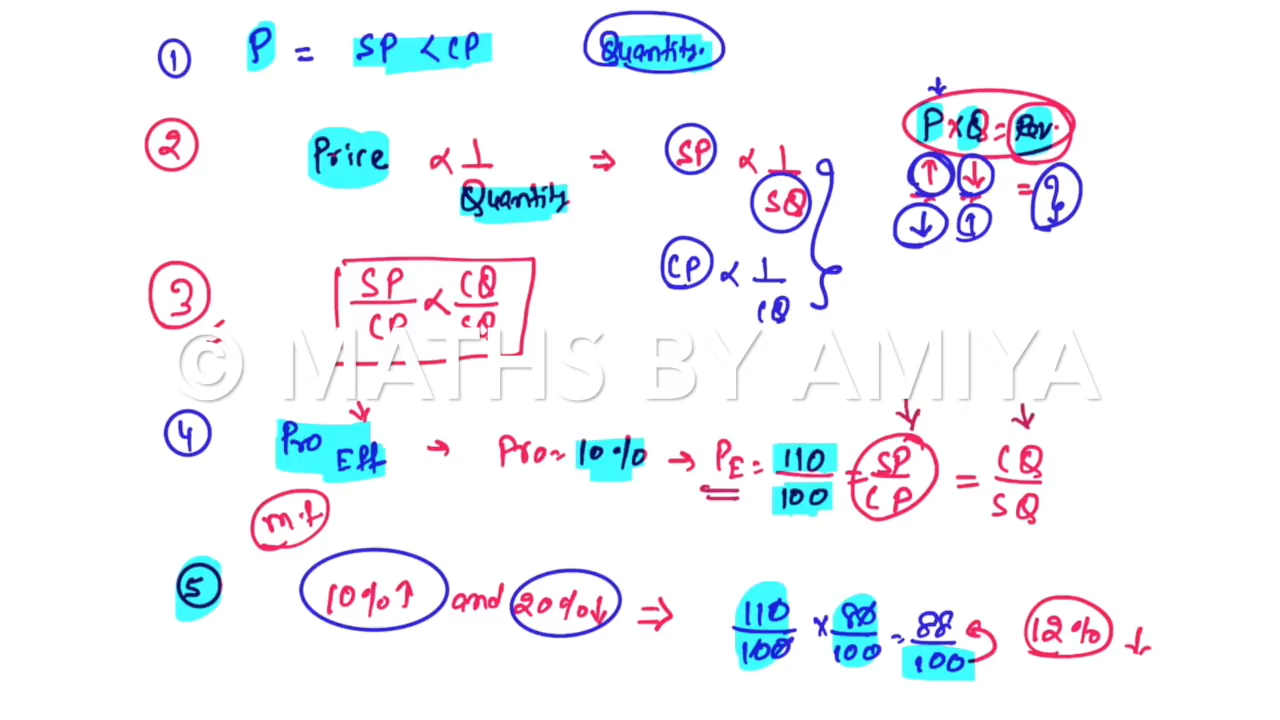 ① P = SP < CP Quantity.
P x Q = Rev.
② Price ∝ 1/Quantity ⇒ SP ∝ 1/SQ
↑ ↓ = ?
↓ ↑
CP ∝ 1/CQ
③ SP/CP ∝ CQ/CQ
© MATHS BY AMIYA
④ Pro Eff → Pro = 10% → PE = 110/100 = SP/CP = CQ/SQ
m.f
⑤ 10%↑ and 20%↓ ⇒ 110/100 x 80/100 = 88/100 12% ↓